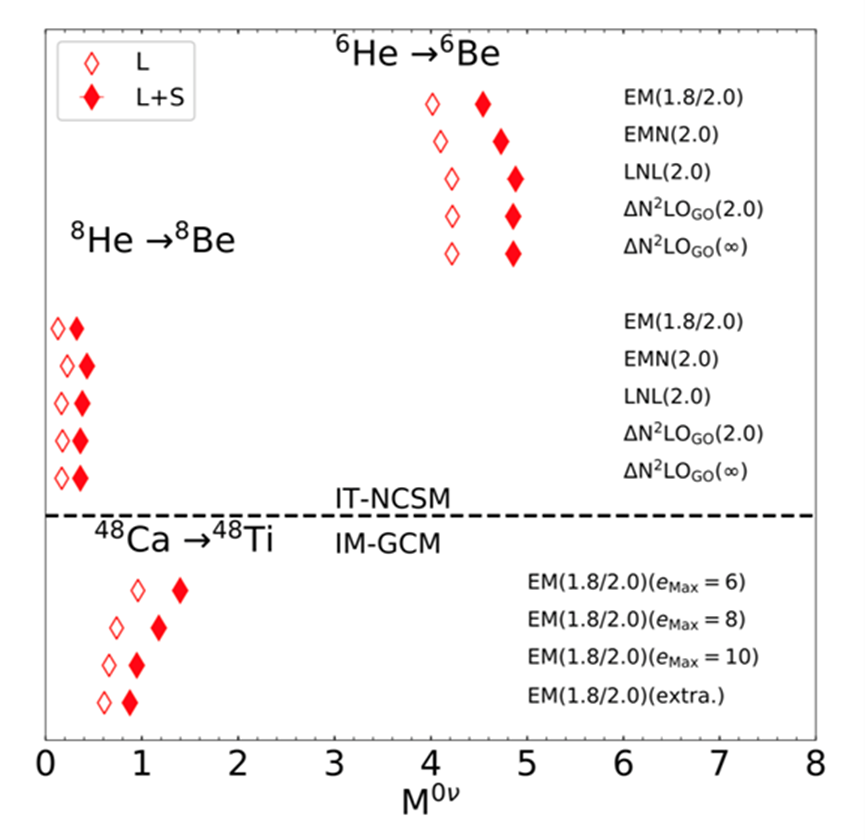 ⁶He →⁶Be
L
L+S
EM(1.8/2.0)
EMN(2.0)
LNL(2.0)
ΔN²LO_GO(2.0)
ΔN²LO_GO(∞)
⁸He →⁸Be
EM(1.8/2.0)
EMN(2.0)
LNL(2.0)
ΔN²LO_GO(2.0)
ΔN²LO_GO(∞)
IT-NCSM
⁴⁸Ca →⁴⁸Ti
IM-GCM
EM(1.8/2.0)(e_Max = 6)
EM(1.8/2.0)(e_Max = 8)
EM(1.8/2.0)(e_Max = 10)
EM(1.8/2.0)(extra.)
0 1 2 3 4 5 6 7 8
M⁰ᵛ